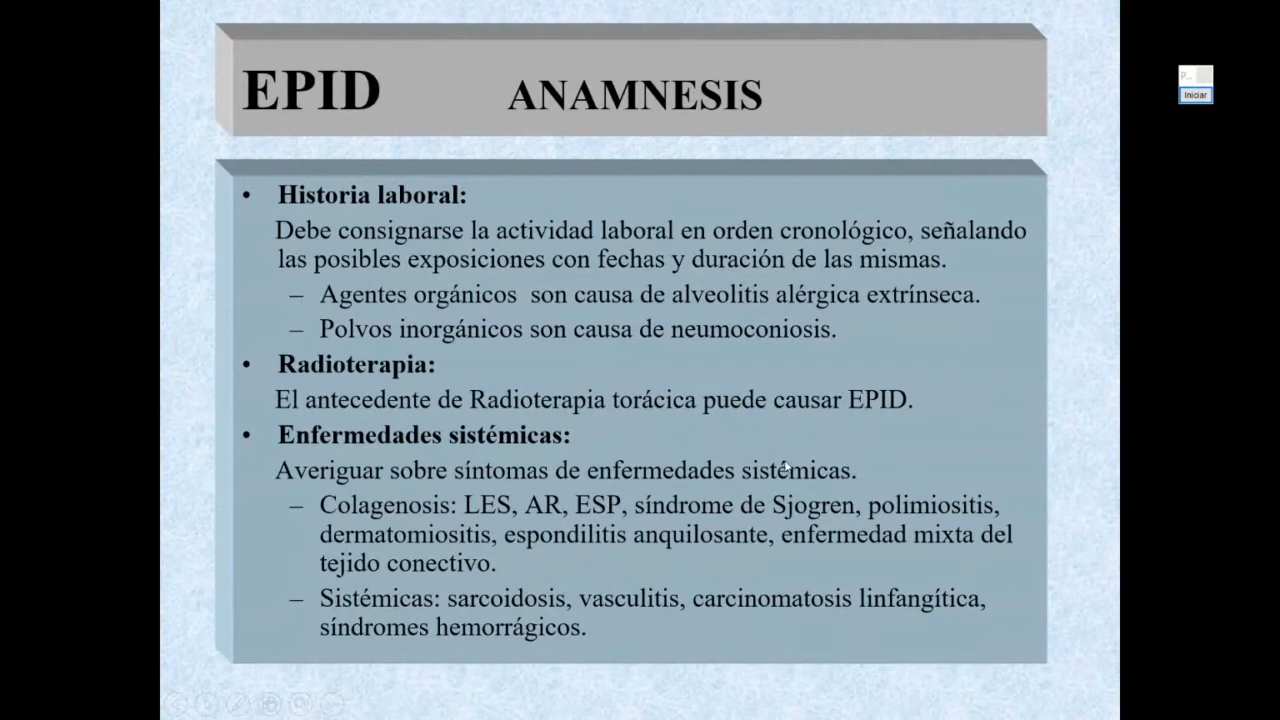 EPID ANAMNESIS
• Historia laboral:
Debe consignarse la actividad laboral en orden cronológico, señalando
las posibles exposiciones con fechas y duración de las mismas.
– Agentes orgánicos son causa de alveolitis alérgica extrínseca.
– Polvos inorgánicos son causa de neumoconiosis.
• Radioterapia:
El antecedente de Radioterapia torácica puede causar EPID.
• Enfermedades sistémicas:
Averiguar sobre síntomas de enfermedades sistémicas.
– Colagenosis: LES, AR, ESP, síndrome de Sjogren, polimiositis,
dermatomiositis, espondilitis anquilosante, enfermedad mixta del
tejido conectivo.
– Sistémicas: sarcoidosis, vasculitis, carcinomatosis linfangítica,
síndromes hemorrágicos.
P...
Iniciar